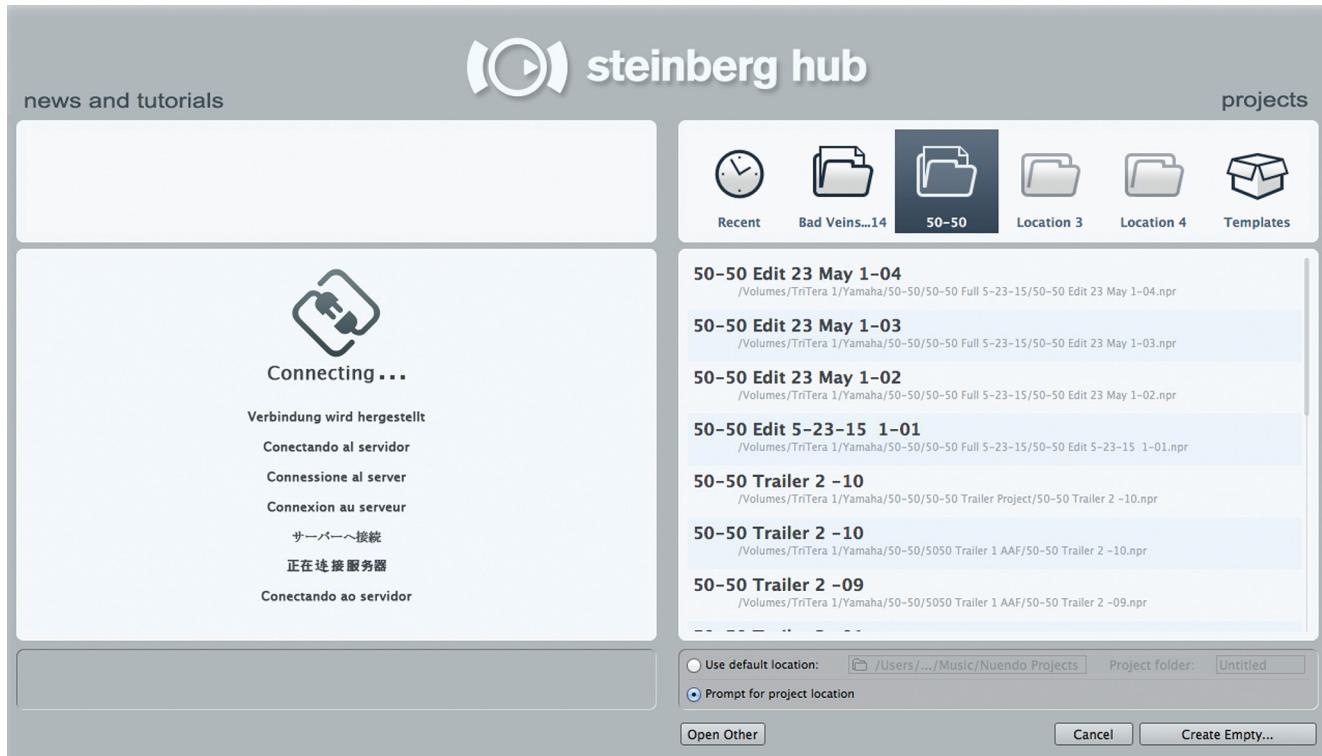 steinberg hub
news and tutorials
projects
Recent
Bad Veins...14
50-50
Location 3
Location 4
Templates
Connecting...
Verbindung wird hergestellt
Conectando al servidor
Connessione al server
Connexion au serveur
サーバーへ接続
正在连接服务器
Conectando ao servidor
50-50 Edit 23 May 1-04
/Volumes/TriTera 1/Yamaha/50-50/50-50 Full 5-23-15/50-50 Edit 23 May 1-04.npr
50-50 Edit 23 May 1-03
/Volumes/TriTera 1/Yamaha/50-50/50-50 Full 5-23-15/50-50 Edit 23 May 1-03.npr
50-50 Edit 23 May 1-02
/Volumes/TriTera 1/Yamaha/50-50/50-50 Full 5-23-15/50-50 Edit 23 May 1-02.npr
50-50 Edit 5-23-15  1-01
/Volumes/TriTera 1/Yamaha/50-50/50-50 Full 5-23-15/50-50 Edit 5-23-15  1-01.npr
50-50 Trailer 2 -10
/Volumes/TriTera 1/Yamaha/50-50/50-50 Trailer Project/50-50 Trailer 2 -10.npr
50-50 Trailer 2 -10
/Volumes/TriTera 1/Yamaha/50-50/5050 Trailer 1 AAF/50-50 Trailer 2 -10.npr
50-50 Trailer 2 -09
/Volumes/TriTera 1/Yamaha/50-50/5050 Trailer 1 AAF/50-50 Trailer 2 -09.npr
Use default location:
/Users/.../Music/Nuendo Projects
Project folder:
Untitled
Prompt for project location
Open Other
Cancel
Create Empty...